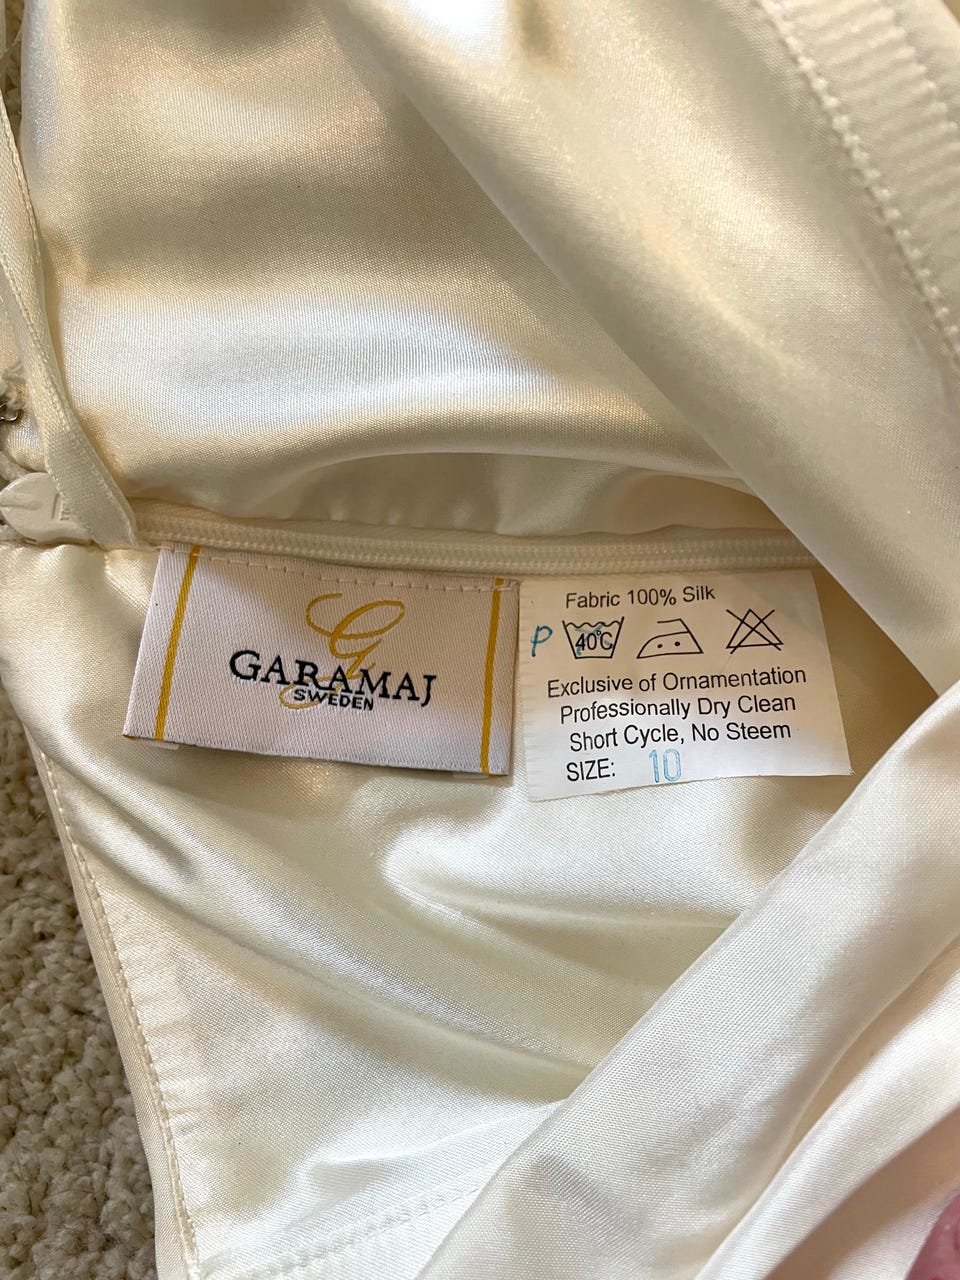 G
GARAMAJ
SWEDEN
Fabric 100% Silk
P 40°C
Exclusive of Ornamentation
Professionally Dry Clean
Short Cycle, No Steem
SIZE: 10